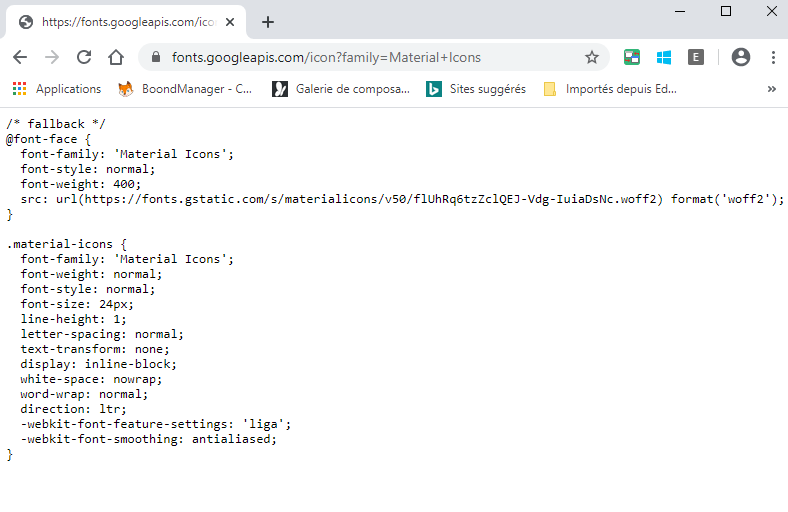 https://fonts.googleapis.com/ico
fonts.googleapis.com/icon?family=Material+Icons
E
Applications
BoondManager - C...
Galerie de composa...
Sites suggérés
Importés depuis Ed...
»
/* fallback */
@font-face {
  font-family: 'Material Icons';
  font-style: normal;
  font-weight: 400;
  src: url(https://fonts.gstatic.com/s/materialicons/v50/flUhRq6tzZclQEJ-Vdg-IuiaDsNc.woff2) format('woff2');
}
.material-icons {
  font-family: 'Material Icons';
  font-weight: normal;
  font-style: normal;
  font-size: 24px;
  line-height: 1;
  letter-spacing: normal;
  text-transform: none;
  display: inline-block;
  white-space: nowrap;
  word-wrap: normal;
  direction: ltr;
  -webkit-font-feature-settings: 'liga';
  -webkit-font-smoothing: antialiased;
}